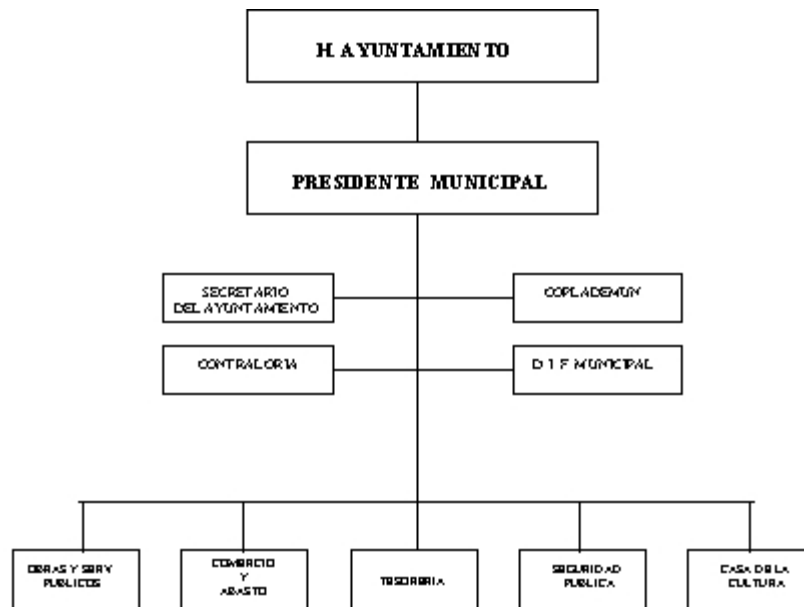 H. AYUNTAMIENTO
PRESIDENTE MUNICIPAL
SECRETARIO
DEL AYUNTAMIENTO
COPLADEMUN
CONTRALORIA
D I F MUNICIPAL
OBRAS Y SERV
PUBLICOS
COMERCIO
Y
ABASTO
TESORERIA
SEGURIDAD
PUBLICA
CASA DE LA
CULTURA